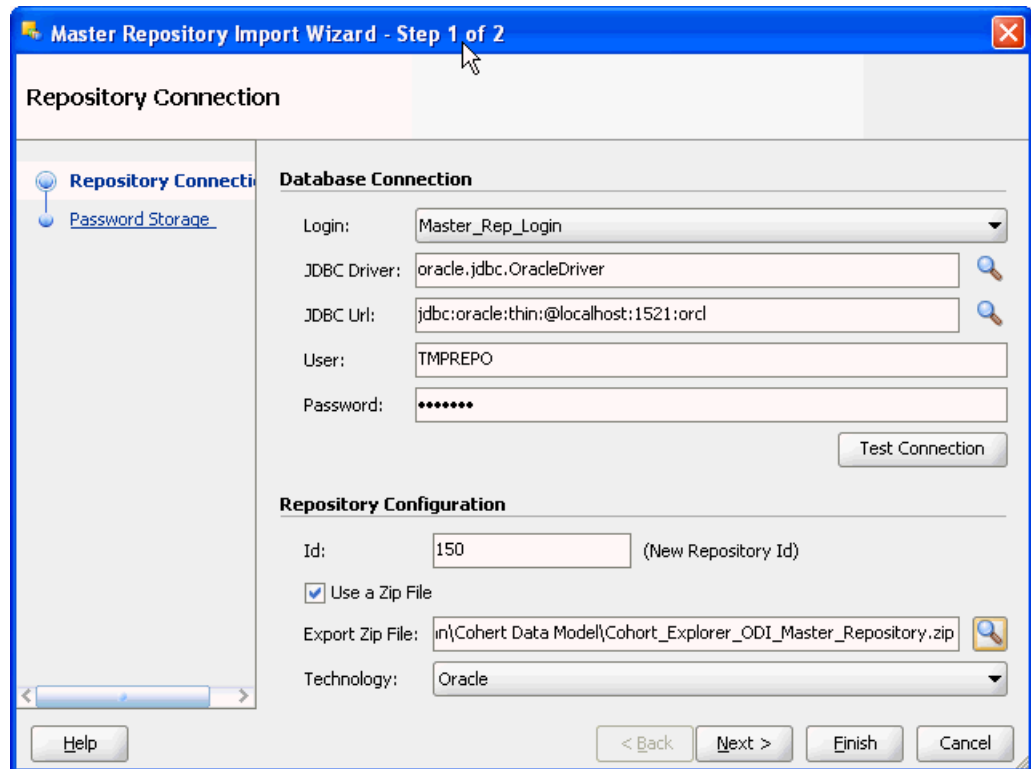 Master Repository Import Wizard - Step 1 of 2
Repository Connection
Repository Connecti
Password Storage
Database Connection
Login: Master_Rep_Login
JDBC Driver: oracle.jdbc.OracleDriver
JDBC Url: jdbc:oracle:thin:@localhost:1521:orcl
User: TMPREPO
Password: •••••••
Test Connection
Repository Configuration
Id: 150 (New Repository Id)
Use a Zip File
Export Zip File: in\Cohert Data Model\Cohort_Explorer_ODI_Master_Repository.zip
Technology: Oracle
Help
< Back
Next >
Finish
Cancel